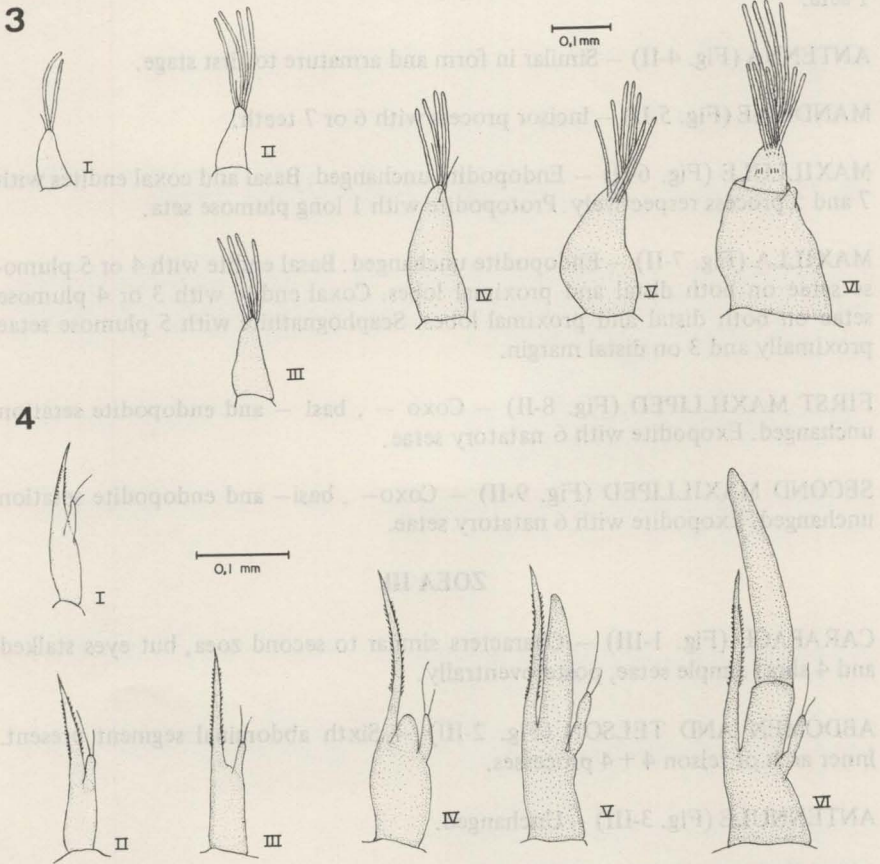 3
0,1 mm
I
II
III
IV
V
VI
4
0,1 mm
I
II
III
IV
V
VI
ANTENNA (Fig. 4-II) — Similar in form and armature to first stage.
MANDIBLE (Fig. 5-II) — Incisor process with 6 or 7 teeth.
MAXILLULE (Fig. 6-II) — Endopodite unchanged. Basal and coxal endites with
7 and process respectively. Protopodite with 1 long plumose seta.
MAXILLA (Fig. 7-II) — Endopodite unchanged. Basal endite with 4 or 5 plumo-
se setae on both distal and proximal lobes. Coxal endite with 3 or 4 plumose
setae on both distal and proximal lobes. Scaphognathite with 5 plumose setae
proximally and 3 on distal margin.
FIRST MAXILLIPED (Fig. 8-II) — Coxo — , basi — and endopodite setation
unchanged. Exopodite with 6 natatory setae.
SECOND MAXILLIPED (Fig. 9-II) — Coxo— , basi— and endopodite setation
unchanged. Exopodite with 6 natatory setae.
ZOEA III
CARAPACE (Fig. 1-III) — Characters similar to second zoea, but eyes stalked
and 4 simple setae, posteroventrally.
ABDOMEN AND TELSON (Fig. 2-III) — Sixth abdominal segment present.
Inner of telson 4 + 4 processes.
ANTENNULE (Fig. 3-III) — Unchanged.